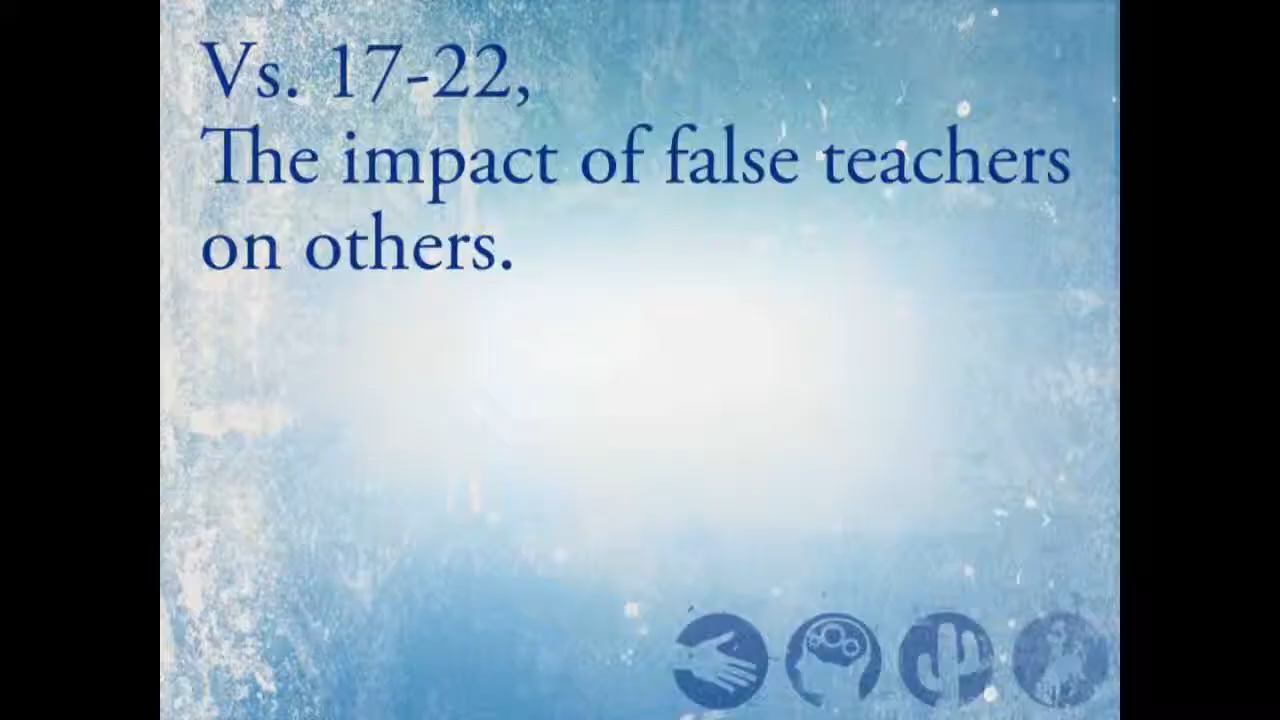 Vs. 17-22,
The impact of false teachers
on others.